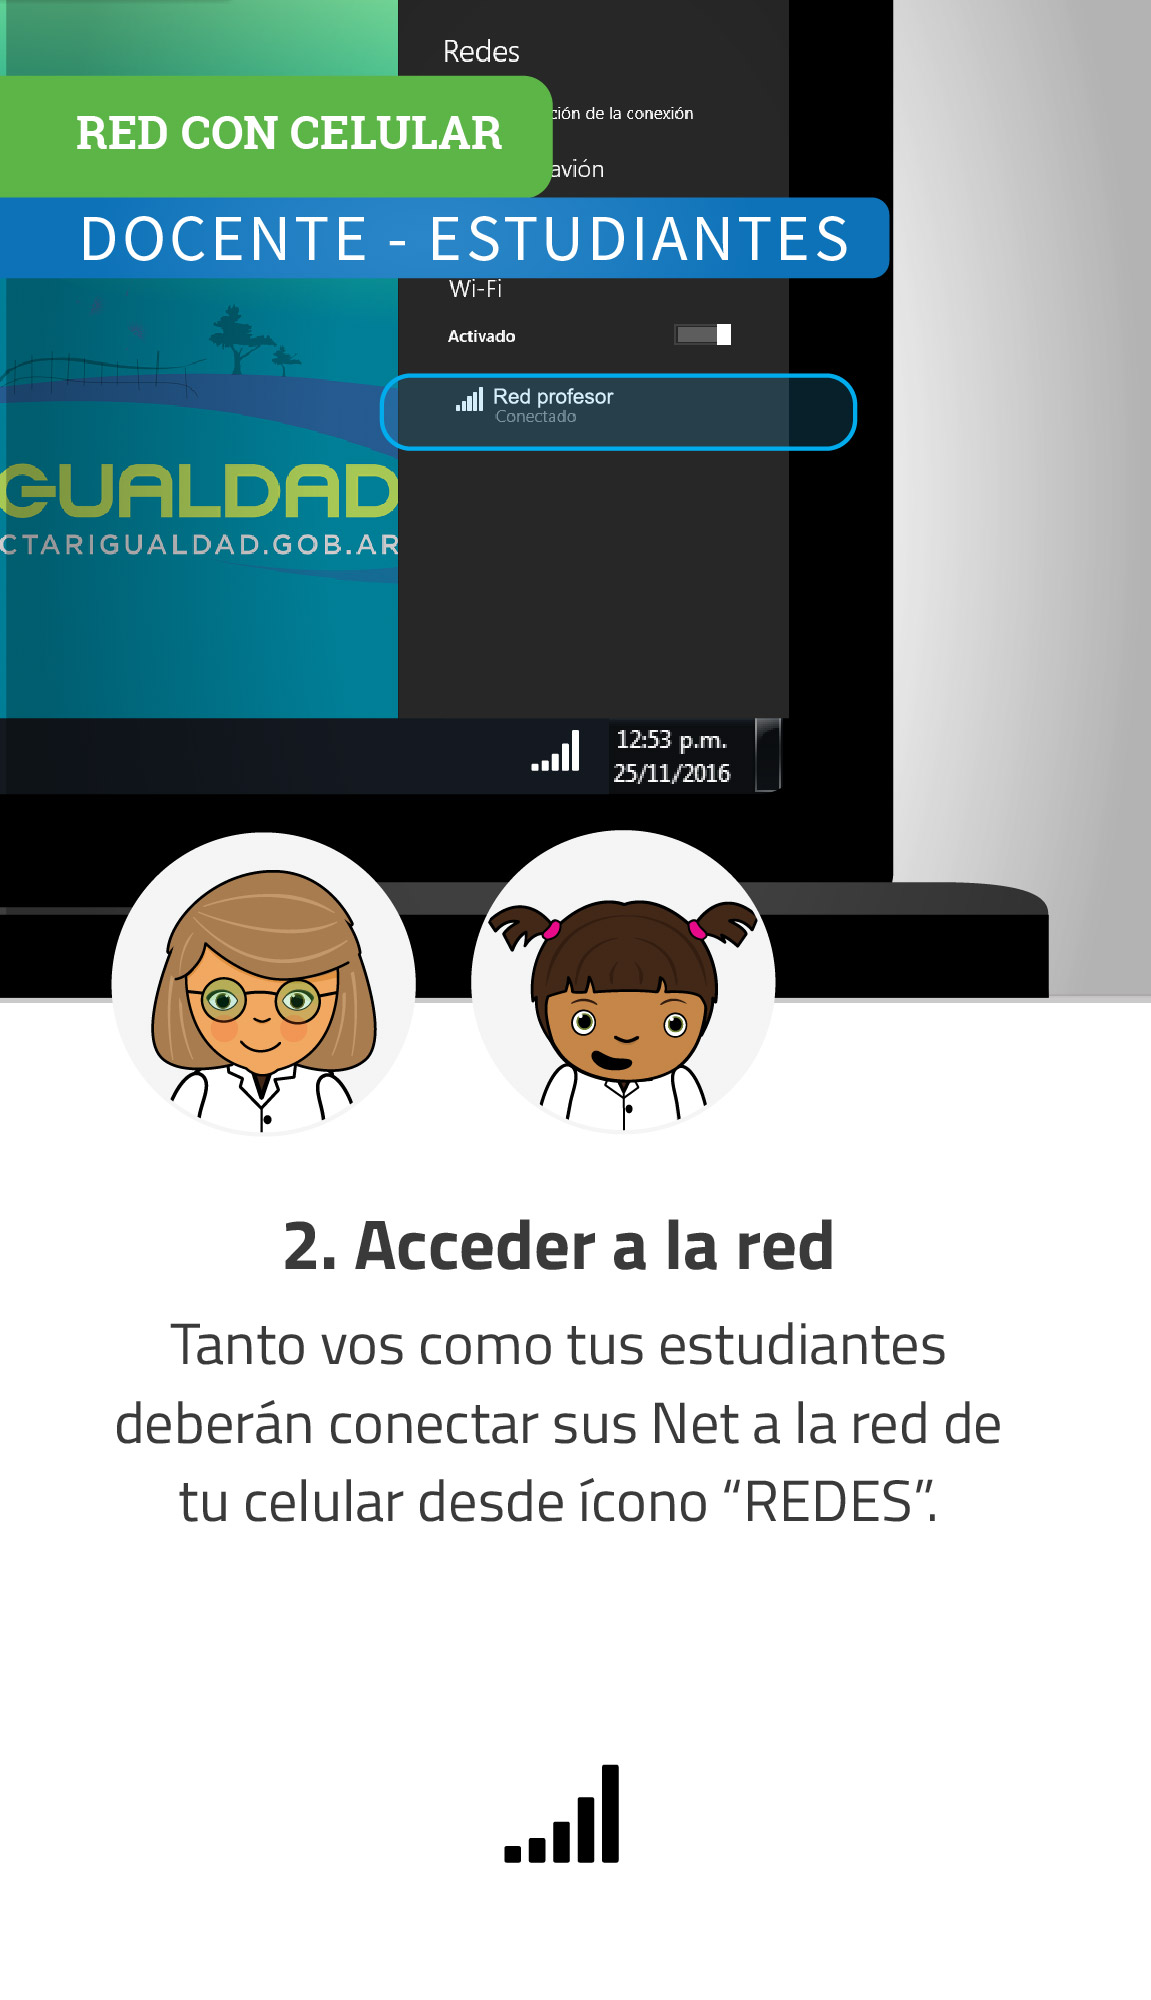 Redes
ción de la conexión
RED CON CELULAR
avión
DOCENTE - ESTUDIANTES
Wi-Fi
Activado
Red profesor
Conectado
GUALDAD
CTARIGUALDAD.GOB.AR
12:53 p.m.
25/11/2016
2. Acceder a la red
Tanto vos como tus estudiantes
deberán conectar sus Net a la red de
tu celular desde ícono “REDES”.